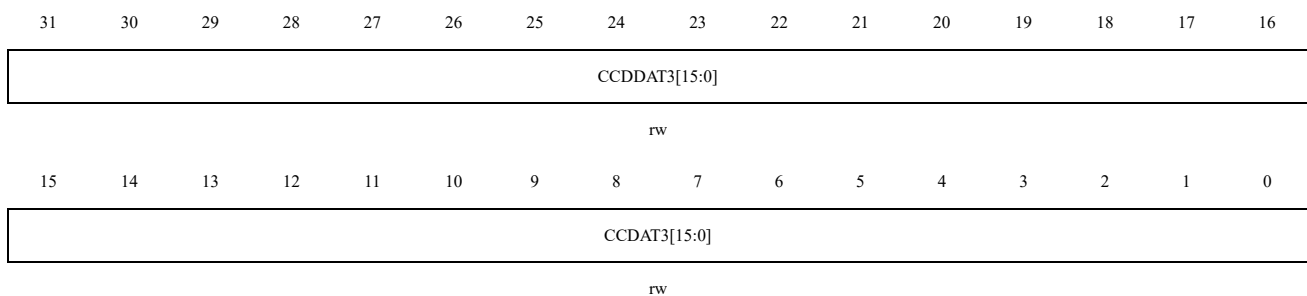 31 30 29 28 27 26 25 24 23 22 21 20 19 18 17 16
CCDDAT3[15:0]
rw
15 14 13 12 11 10 9 8 7 6 5 4 3 2 1 0
CCDAT3[15:0]
rw